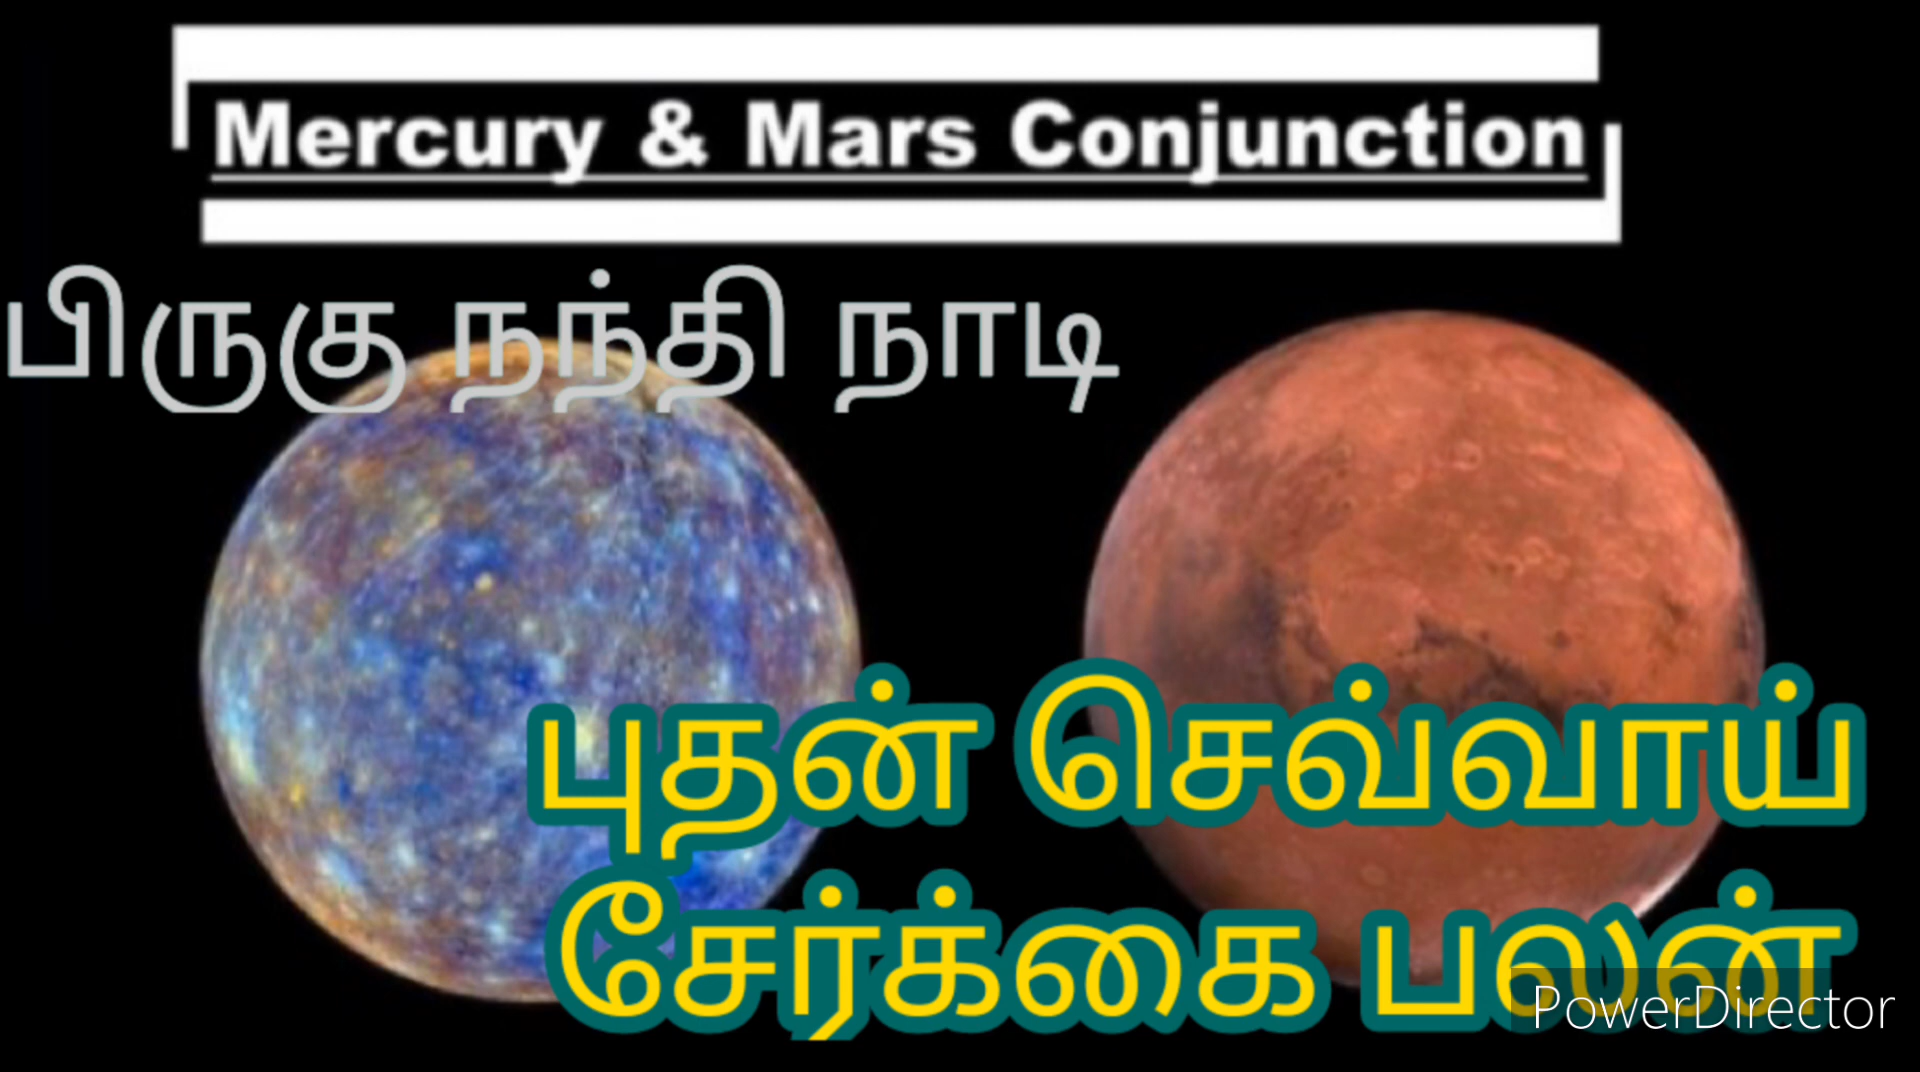 Mercury & Mars Conjunction
பிருகு நந்தி நாடி
புதன் செவ்வாய்
சேர்க்கை பலன்
PowerDirector